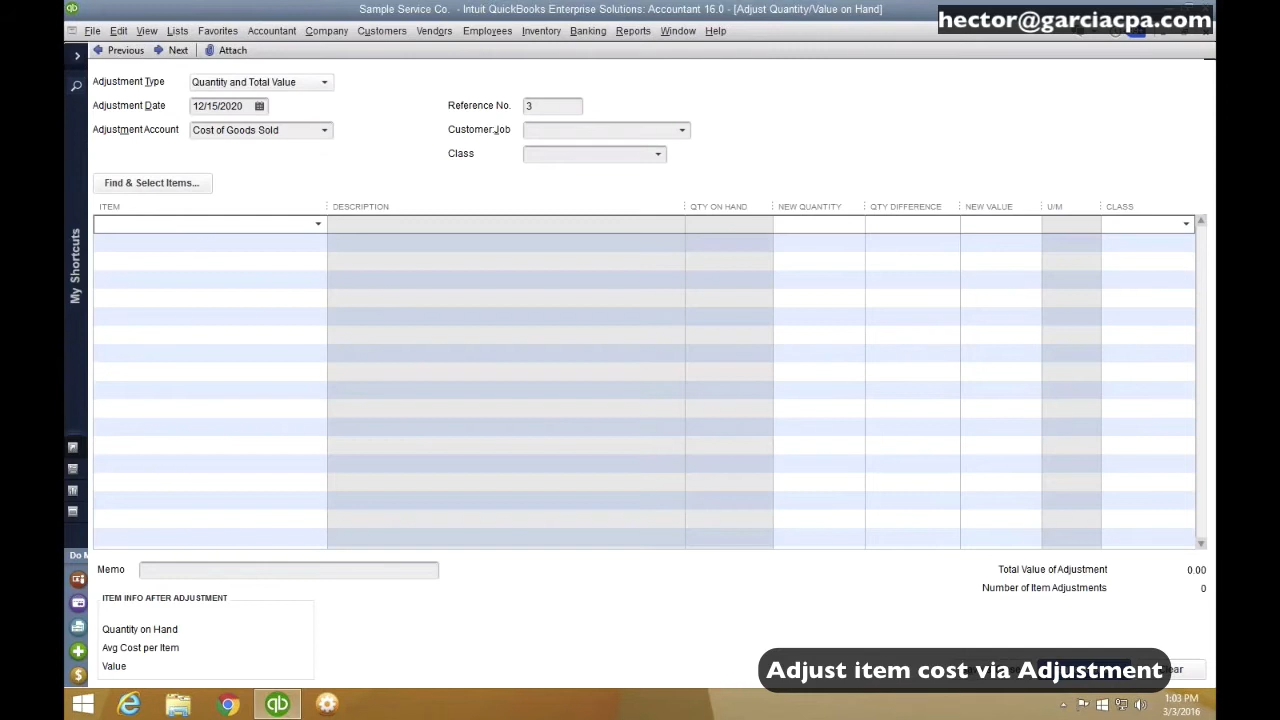 Sample Service Co. - Intuit QuickBooks Enterprise Solutions: Accountant 16.0 - [Adjust Quantity/Value on Hand]
hector@garciacpa.com
File Edit View Lists Favorites Accountant Company Customers Vendors Employees Inventory Banking Reports Window Help
Previous Next Attach
Adjustment Type Quantity and Total Value
Adjustment Date 12/15/2020 Reference No. 3
Adjustment Account Cost of Goods Sold Customer:Job
Class
Find & Select Items...
ITEM DESCRIPTION QTY ON HAND NEW QUANTITY QTY DIFFERENCE NEW VALUE U/M CLASS
My Shortcuts
Memo
Total Value of Adjustment 0.00
Number of Item Adjustments 0
ITEM INFO AFTER ADJUSTMENT
Quantity on Hand
Avg Cost per Item
Value
Do
Adjust item cost via Adjustment
1:03 PM
3/3/2016